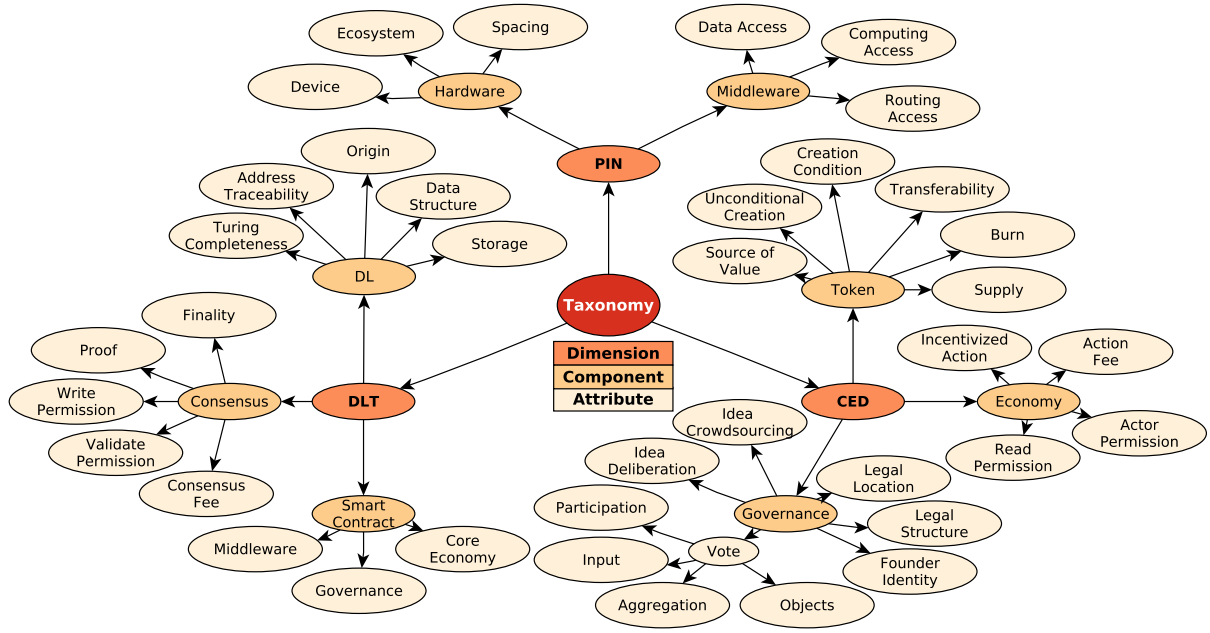 Ecosystem
Spacing
Data Access
Computing
Access
Device
Hardware
Middleware
Routing
Access
Origin
PIN
Creation
Condition
Address
Traceability
Data
Structure
Unconditional
Creation
Transferability
Turing
Completeness
Storage
Source of
Value
Burn
DL
Token
Supply
Taxonomy
Finality
Proof
Dimension
Component
Attribute
Incentivized
Action
Action
Fee
Write
Permission
Consensus
DLT
CED
Economy
Validate
Permission
Idea
Crowdsourcing
Actor
Permission
Consensus
Fee
Idea
Deliberation
Read
Permission
Legal
Location
Smart
Contract
Participation
Governance
Legal
Structure
Middleware
Core
Economy
Input
Vote
Founder
Identity
Governance
Aggregation
Objects